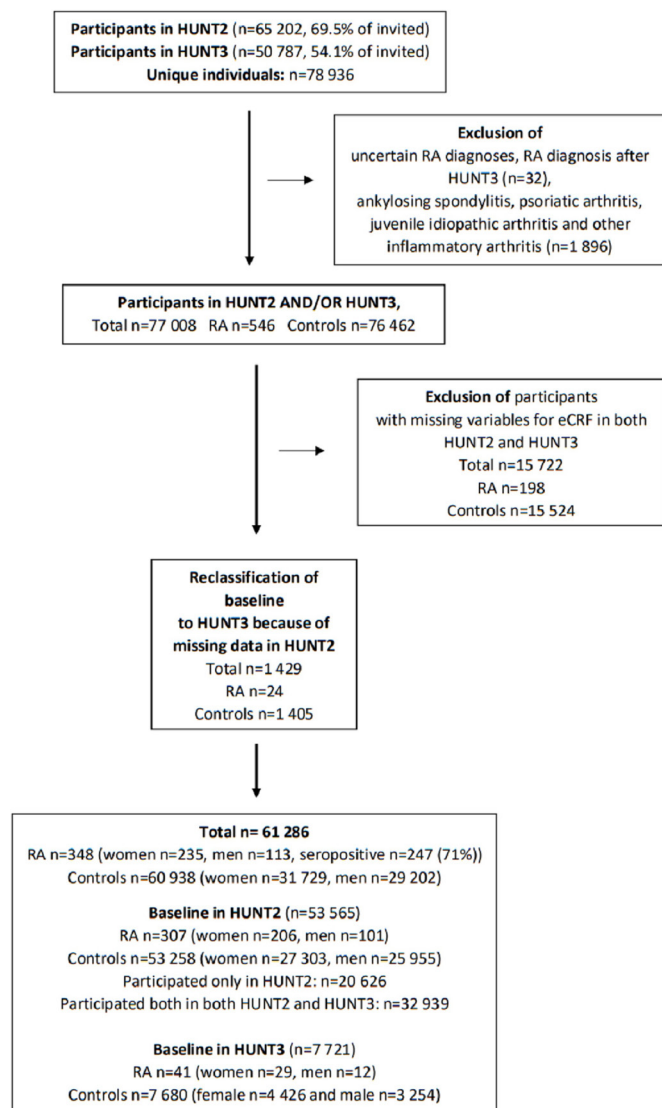 Participants in HUNT2 (n=65 202, 69.5% of invited)
Participants in HUNT3 (n=50 787, 54.1% of invited)
Unique individuals: n=78 936
Exclusion of
uncertain RA diagnoses, RA diagnosis after
HUNT3 (n=32),
ankylosing spondylitis, psoriatic arthritis,
juvenile idiopathic arthritis and other
inflammatory arthritis (n=1 896)
Participants in HUNT2 AND/OR HUNT3,
Total n=77 008 RA n=546 Controls n=76 462
Exclusion of participants
with missing variables for eCRF in both
HUNT2 and HUNT3
Total n=15 722
RA n=198
Controls n=15 524
Reclassification of
baseline
to HUNT3 because of
missing data in HUNT2
Total n=1 429
RA n=24
Controls n=1 405
Total n= 61 286
RA n=348 (women n=235, men n=113, seropositive n=247 (71%))
Controls n=60 938 (women n=31 729, men n=29 202)
Baseline in HUNT2 (n=53 565)
RA n=307 (women n=206, men n=101)
Controls n=53 258 (women n=27 303, men n=25 955)
Participated only in HUNT2: n=20 626
Participated both in both HUNT2 and HUNT3: n=32 939
Baseline in HUNT3 (n=7 721)
RA n=41 (women n=29, men n=12)
Controls n=7 680 (female n=4 426 and male n=3 254)